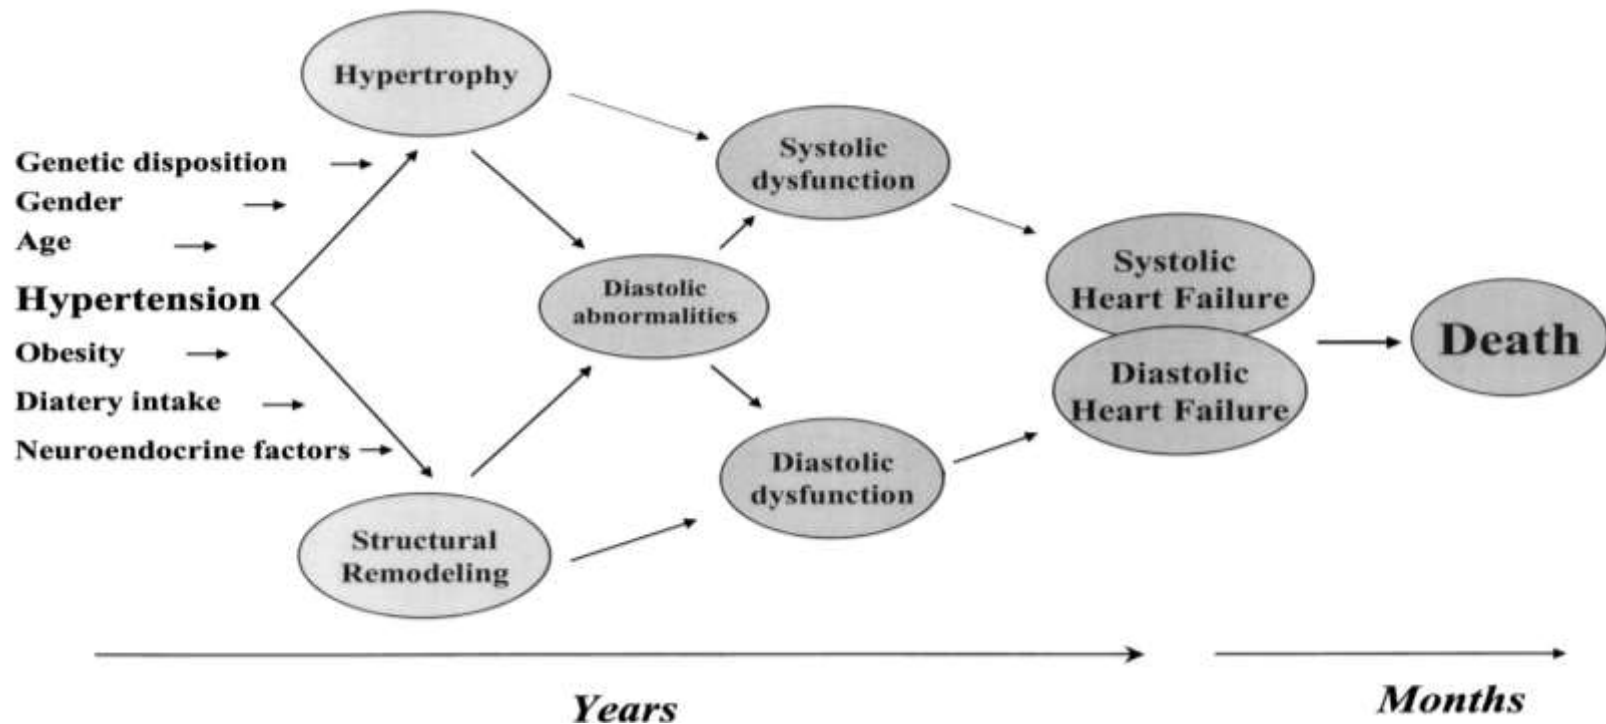 Hypertrophy
Genetic disposition
Gender
Age
Hypertension
Obesity
Diatery intake
Neuroendocrine factors
Structural
Remodeling
Diastolic
abnormalities
Systolic
dysfunction
Diastolic
dysfunction
Systolic
Heart Failure
Diastolic
Heart Failure
Death
Years
Months